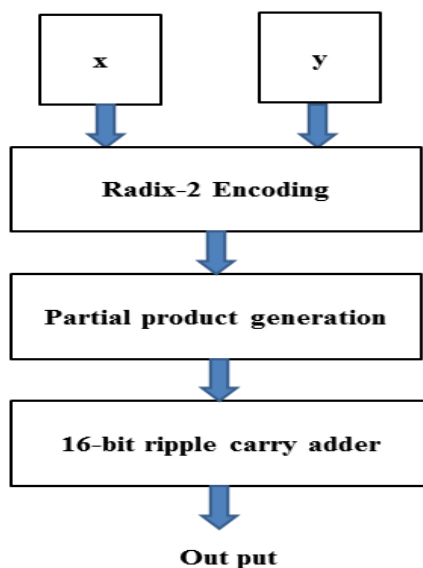 x
y
Radix-2 Encoding
Partial product generation
16-bit ripple carry adder
Out put